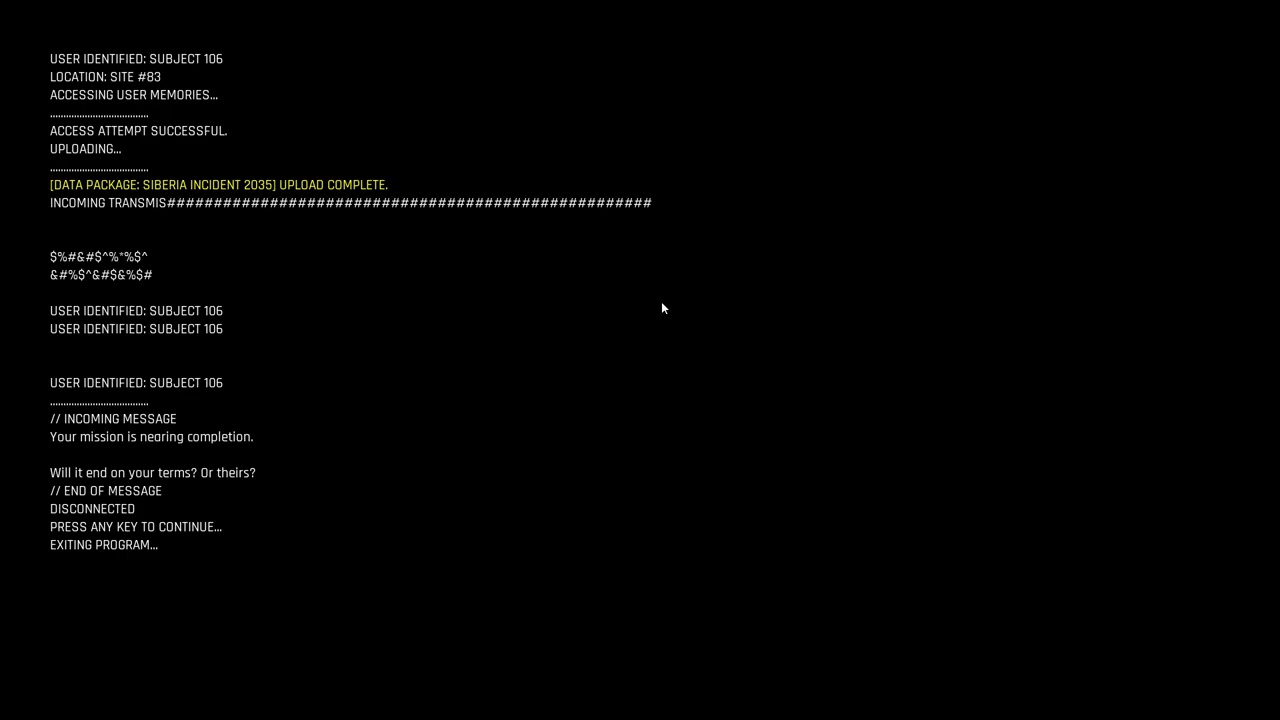 USER IDENTIFIED: SUBJECT 106
LOCATION: SITE #83
ACCESSING USER MEMORIES...
.....................................
ACCESS ATTEMPT SUCCESSFUL.
UPLOADING...
.....................................
[DATA PACKAGE: SIBERIA INCIDENT 2035] UPLOAD COMPLETE.
INCOMING TRANSMIS####################################################
$%#&#$^%*%$^
&#%$^&#$&%$#
USER IDENTIFIED: SUBJECT 106
USER IDENTIFIED: SUBJECT 106
USER IDENTIFIED: SUBJECT 106
.....................................
// INCOMING MESSAGE
Your mission is nearing completion.
Will it end on your terms? Or theirs?
// END OF MESSAGE
DISCONNECTED
PRESS ANY KEY TO CONTINUE...
EXITING PROGRAM...